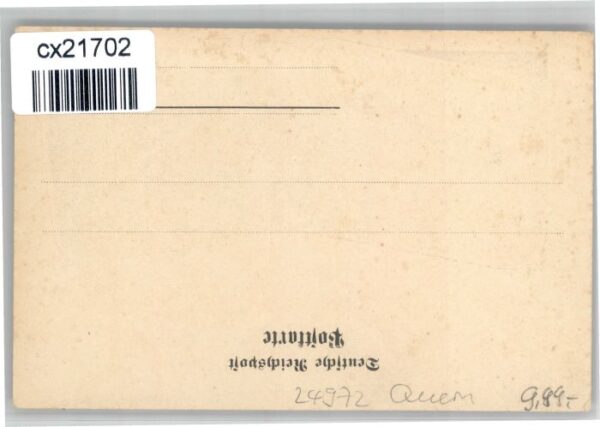 cx21702
Postkarte
Deutsche Reichspost
24972 Quern 9,99-